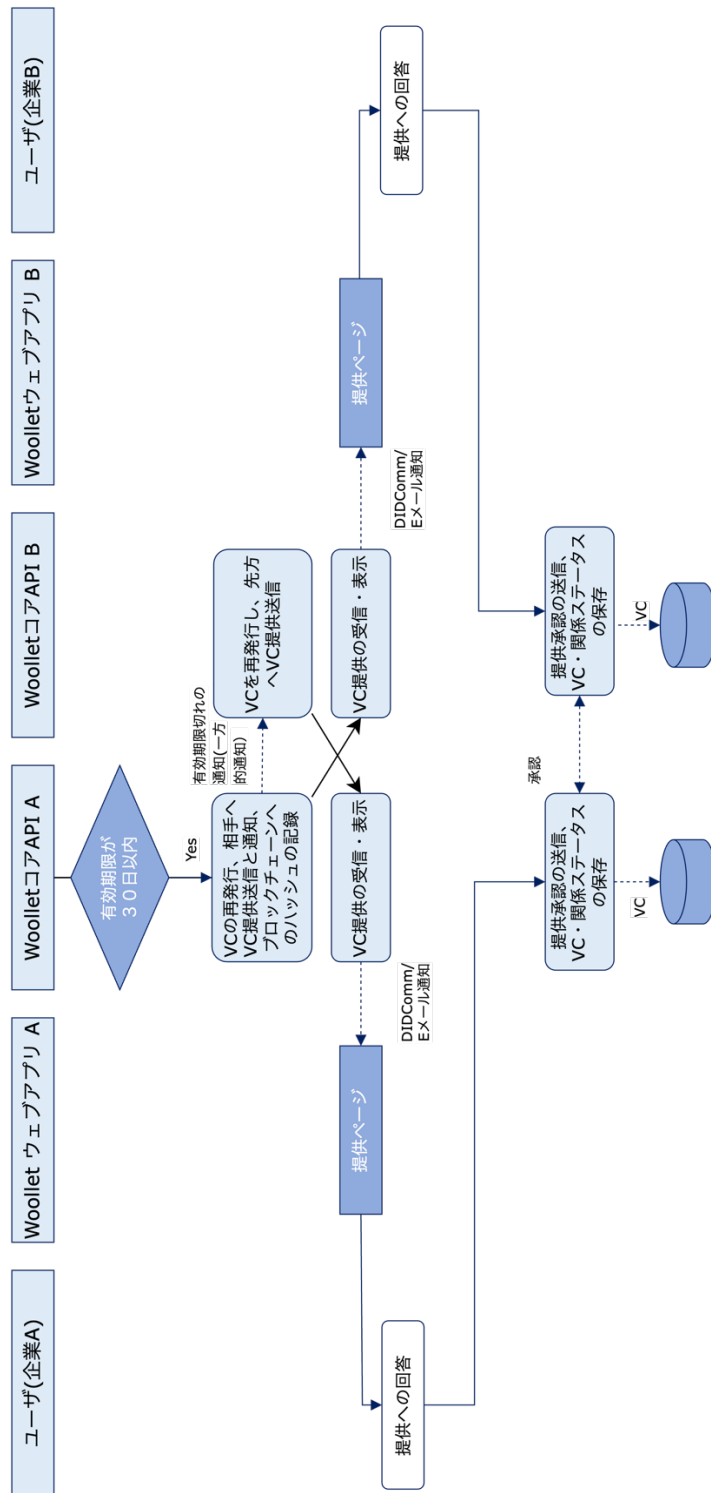 ユーザ(企業A)
Woollet ウェブアプリ A
WoolletコアAPI A
WoolletコアAPI B
Woolletウェブアプリ B
ユーザ(企業B)
有効期限が
３０日以内
Yes
VCの再発行、相手へ
VC提供送信と通知、
ブロックチェーンへ
のハッシュの記録
有効期限切れの
通知(一方
的通知)
VCを再発行し、先方
へVC提供送信
VC提供の受信・表示
VC提供の受信・表示
DIDComm/
Eメール通知
DIDComm/
Eメール通知
提供ページ
提供ページ
提供への回答
提供への回答
提供承認の送信、
VC・関係ステータス
の保存
承認
提供承認の送信、
VC・関係ステータス
の保存
VC
VC